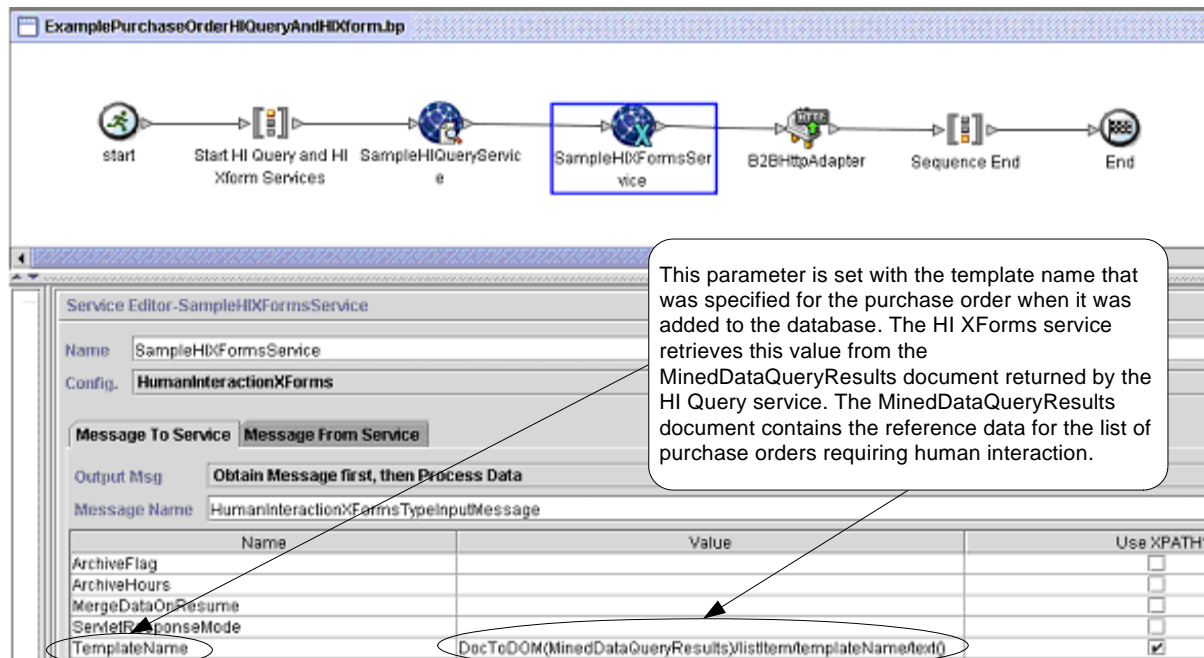 ExamplePurchaseOrderHIQueryAndHIXform.bp
start
Start HI Query and HI
Xform Services
SampleHIQueryServic
e
SampleHIXFormsSer
vice
B2BHttpAdapter
Sequence End
End
This parameter is set with the template name that
was specified for the purchase order when it was
added to the database. The HI XForms service
retrieves this value from the
MinedDataQueryResults document returned by the
HI Query service. The MinedDataQueryResults
document contains the reference data for the list of
purchase orders requiring human interaction.
Service Editor-SampleHIXFormsService
Name SampleHIXFormsService
Config. HumanInteractionXForms
Message To Service Message From Service
Output Msg Obtain Message first, then Process Data
Message Name HumanInteractionXFormsTypeInputMessage
Name Value Use XPATH
ArchiveFlag
ArchiveHours
MergeDataOnResume
ServletResponseMode
TemplateName DocToDOM(MinedDataQueryResults)/listItem/templateName/text()